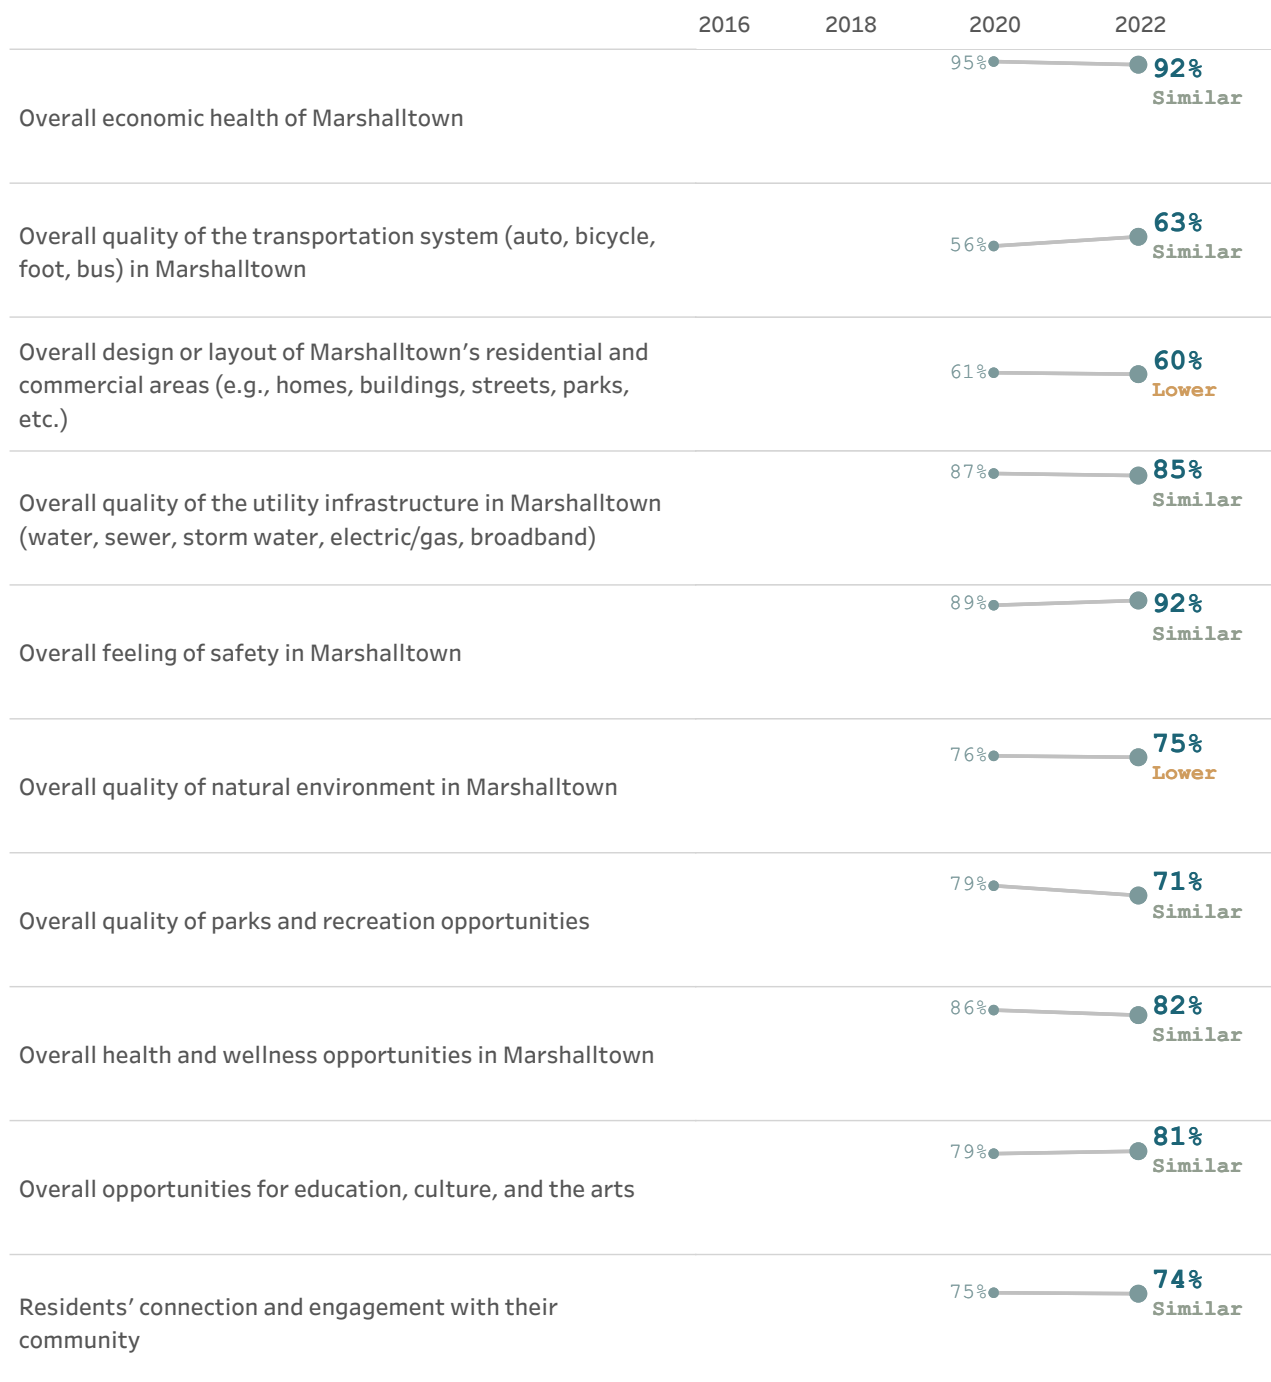 2016 2018 2020 2022
95% 92%
Similar
Overall economic health of Marshalltown
63%
Overall quality of the transportation system (auto, bicycle, 56%
Similar
foot, bus) in Marshalltown
Overall design or layout of Marshalltown’s residential and
60%
61%
commercial areas (e.g., homes, buildings, streets, parks,
Lower
etc.)
87% 85%
Similar
Overall quality of the utility infrastructure in Marshalltown
(water, sewer, storm water, electric/gas, broadband)
89% 92%
Similar
Overall feeling of safety in Marshalltown
75%
76%
Lower
Overall quality of natural environment in Marshalltown
79% 71%
Similar
Overall quality of parks and recreation opportunities
86% 82%
Similar
Overall health and wellness opportunities in Marshalltown
81%
79%
Similar
Overall opportunities for education, culture, and the arts
74%
75%
Similar
Residents’ connection and engagement with their
community